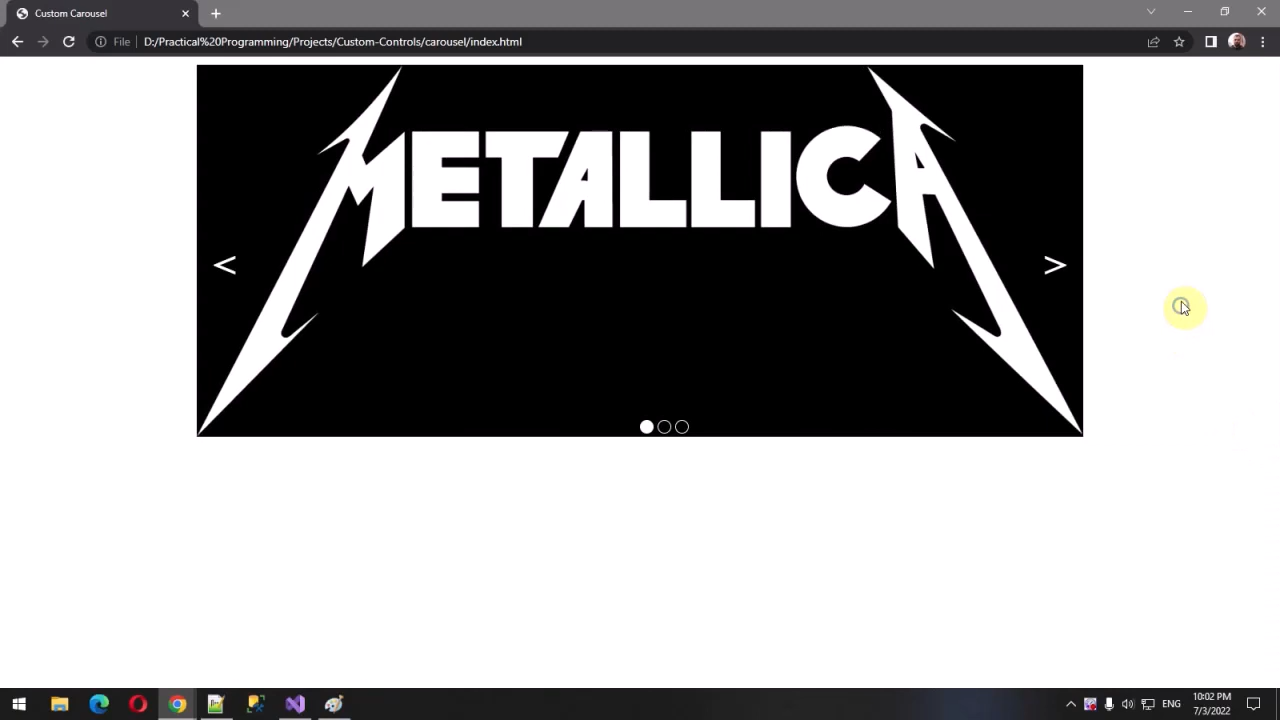 Custom Carousel
File
D:/Practical%20Programming/Projects/Custom-Controls/carousel/index.html
METALLICA
< >
10:02 PM
ENG
7/3/2022